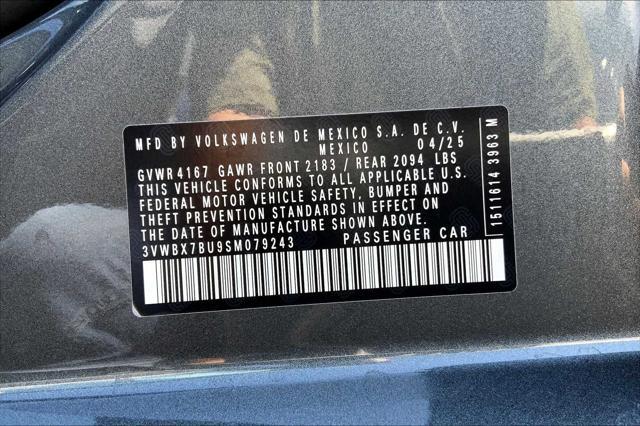 MFD BY VOLKSWAGEN DE MEXICO S.A. DE C.V.
MEXICO 04/25
GVWR 4167 GAWR FRONT 2183 / REAR 2094 LBS
THIS VEHICLE CONFORMS TO ALL APPLICABLE U.S.
FEDERAL MOTOR VEHICLE SAFETY, BUMPER AND
THEFT PREVENTION STANDARDS IN EFFECT ON
THE DATE OF MANUFACTURE SHOWN ABOVE.
3VWBX7BU9SM079243 PASSENGER CAR
1511614 3963 M